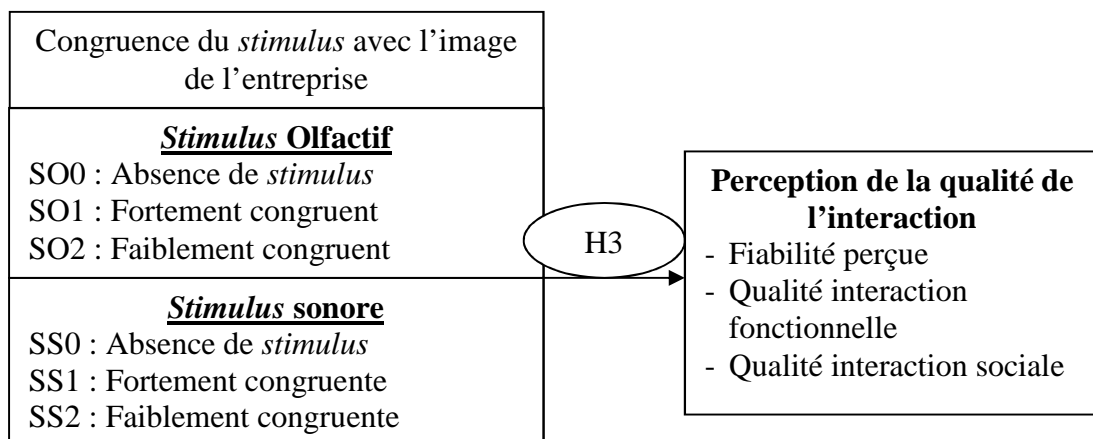 Congruence du stimulus avec l’image
de l’entreprise
Stimulus Olfactif
SO0 : Absence de stimulus
SO1 : Fortement congruent
SO2 : Faiblement congruent
Stimulus sonore
SS0 : Absence de stimulus
SS1 : Fortement congruente
SS2 : Faiblement congruente
H3
Perception de la qualité de
l’interaction
- Fiabilité perçue
- Qualité interaction
fonctionnelle
- Qualité interaction sociale